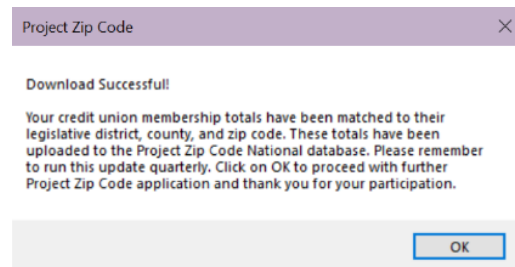 Project Zip Code
Download Successful!
Your credit union membership totals have been matched to their
legislative district, county, and zip code. These totals have been
uploaded to the Project Zip Code National database. Please remember
to run this update quarterly. Click on OK to proceed with further
Project Zip Code application and thank you for your participation.
OK